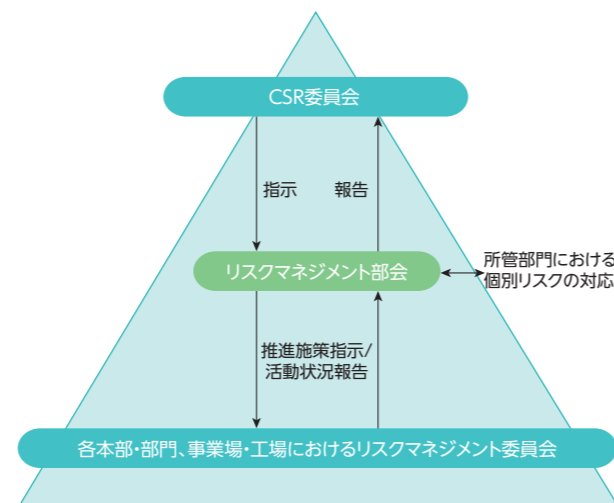 CSR委員会
指示
報告
リスクマネジメント部会
所管部門における
個別リスクの対応
推進施策指示/
活動状況報告
各本部・部門、事業場・工場におけるリスクマネジメント委員会